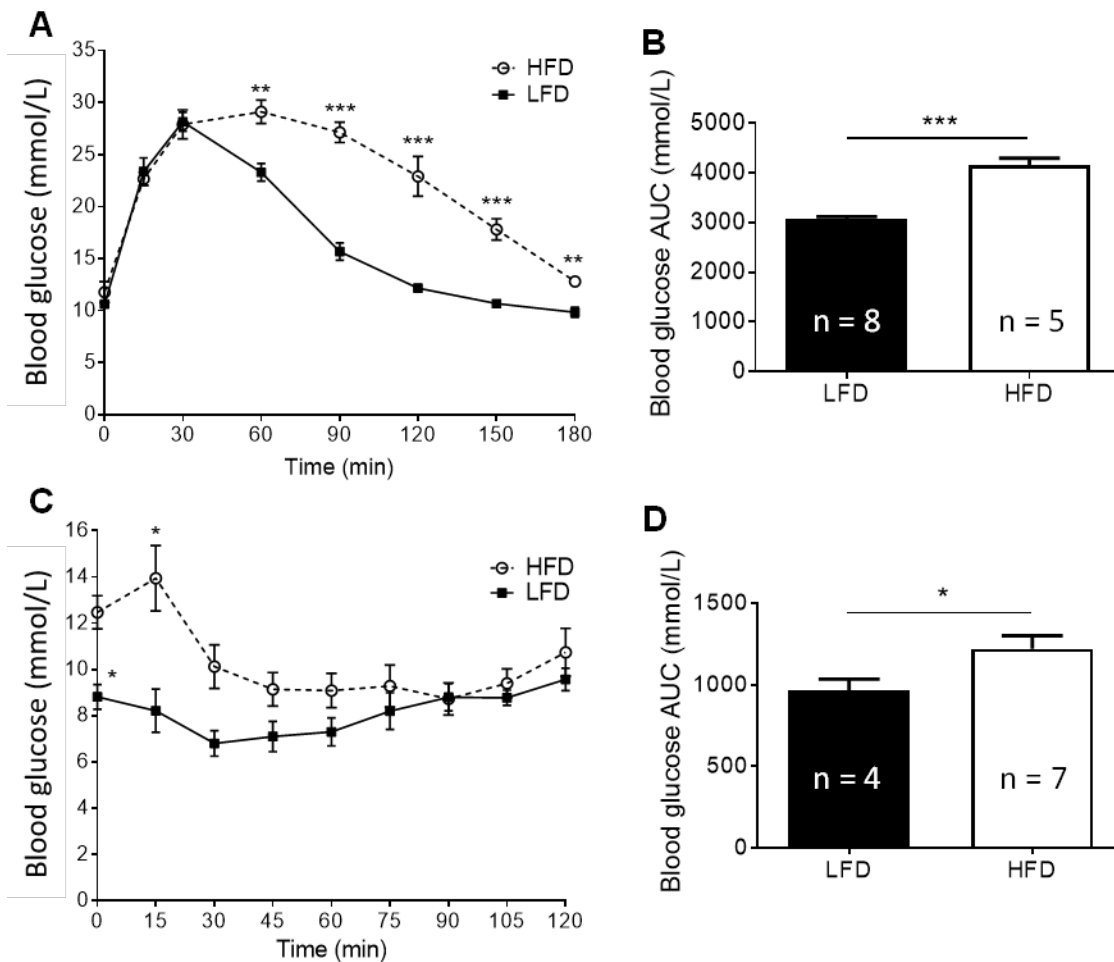 A
Blood glucose (mmol/L)
35
30
25
20
15
10
5
0
HFD
LFD
**
***
***
***
**
0 30 60 90 120 150 180
Time (min)
B
Blood glucose AUC (mmol/L)
5000
4000
3000
2000
1000
0
***
n = 8
n = 5
LFD HFD
C
Blood glucose (mmol/L)
16
14
12
10
8
6
4
2
0
*
*
HFD
LFD
0 15 30 45 60 75 90 105 120
Time (min)
D
Blood glucose AUC (mmol/L)
1500
1000
500
0
*
n = 4
n = 7
LFD HFD